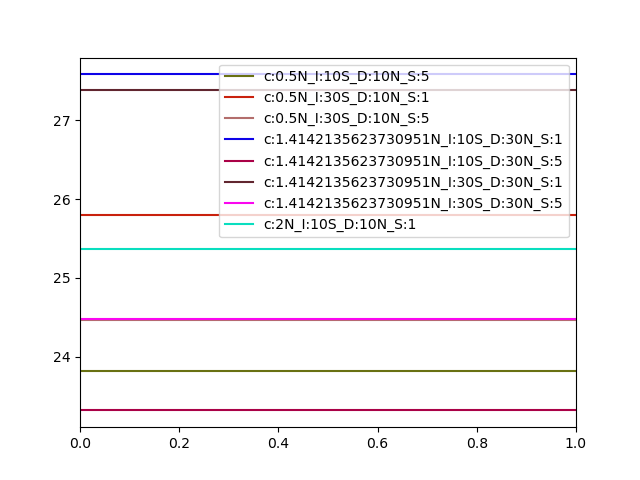 c:0.5N_I:10S_D:10N_S:5
c:0.5N_I:30S_D:10N_S:1
c:0.5N_I:30S_D:10N_S:5
c:1.4142135623730951N_I:10S_D:30N_S:1
c:1.4142135623730951N_I:10S_D:30N_S:5
c:1.4142135623730951N_I:30S_D:30N_S:1
c:1.4142135623730951N_I:30S_D:30N_S:5
c:2N_I:10S_D:10N_S:1
27
26
25
24
0.0 0.2 0.4 0.6 0.8 1.0